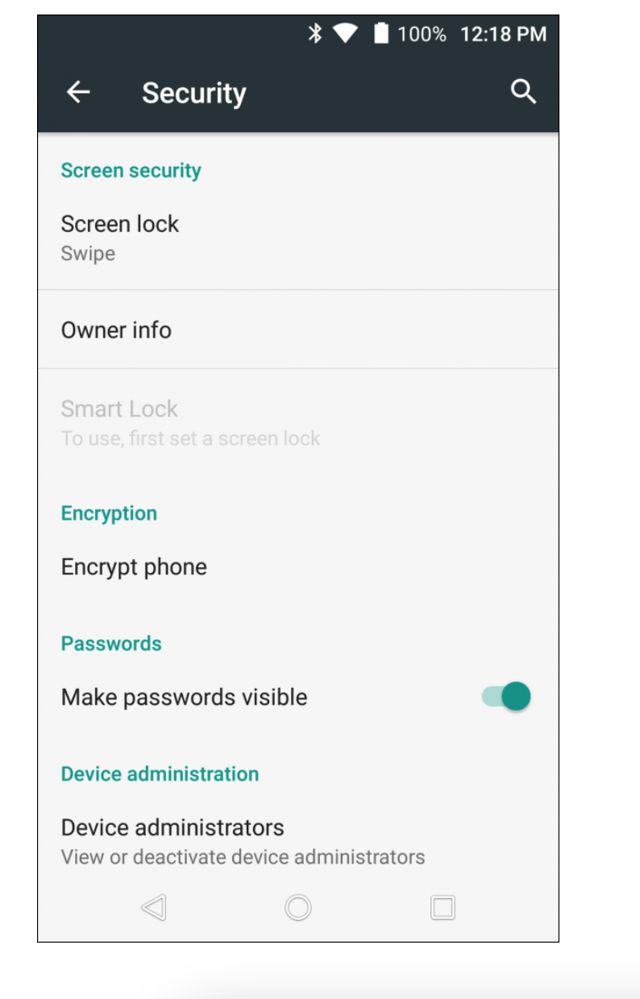 100% 12:18 PM
Security
Screen security
Screen lock
Swipe
Owner info
Smart Lock
To use, first set a screen lock
Encryption
Encrypt phone
Passwords
Make passwords visible
Device administration
Device administrators
View or deactivate device administrators